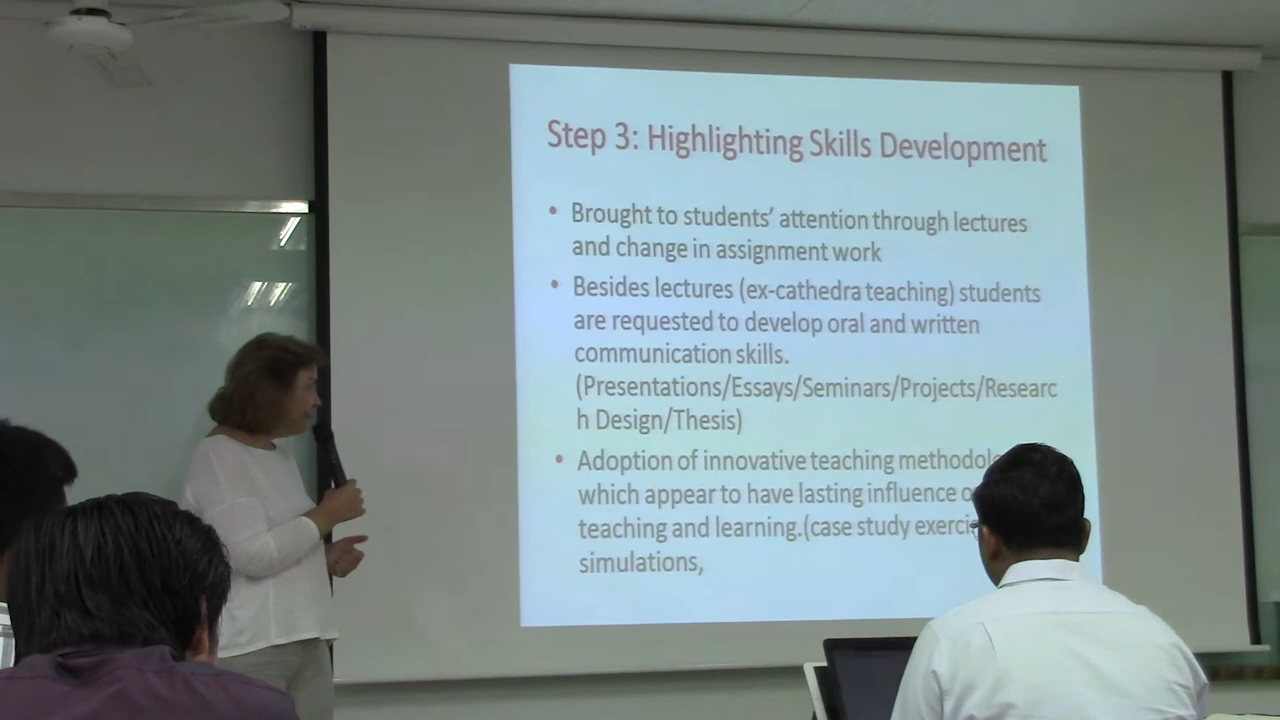 Step 3: Highlighting Skills Development
• Brought to students' attention through lectures
and change in assignment work
• Besides lectures (ex-cathedra teaching) students
are requested to develop oral and written
communication skills.
(Presentations/Essays/Seminars/Projects/Researc
h Design/Thesis)
• Adoption of innovative teaching
which appear to have lasting influence
teaching and learning.(case study
simulations,